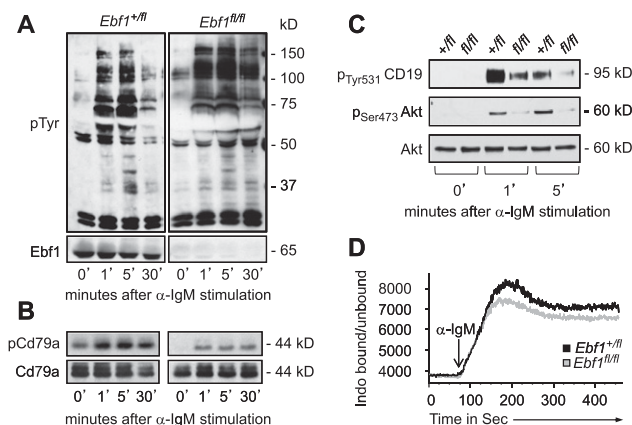 A
Ebf1+/fl
Ebf1fl/fl
kD
pTyr
- 150
- 100
- 75
- 50
- 37
Ebf1
- 65
0' 1' 5' 30' 0' 1' 5' 30'
minutes after α-IgM stimulation
B
pCd79a
- 44 kD
Cd79a
- 44 kD
0' 1' 5' 30' 0' 1' 5' 30'
minutes after α-IgM stimulation
C
+/fl fl/fl +/fl fl/fl +/fl fl/fl
pTyr531 CD19
- 95 kD
pSer473 Akt
- 60 kD
Akt
- 60 kD
0' 1' 5'
minutes after α-IgM stimulation
D
Indo bound/unbound
8000
7000
6000
5000
4000
α-IgM
Ebf1+/fl
Ebf1fl/fl
0 100 200 300 400
Time in Sec